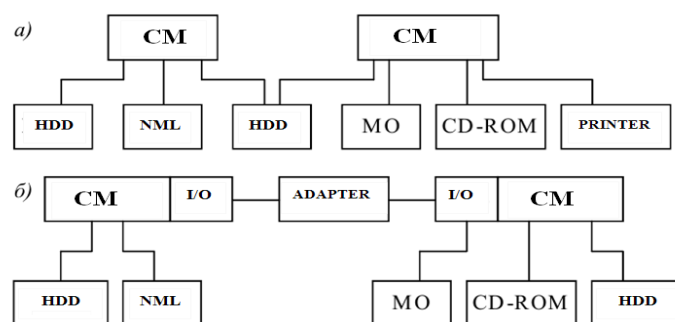 а)
CM
CM
HDD
NML
HDD
MO
CD-ROM
PRINTER
б)
CM
I/O
ADAPTER
I/O
CM
HDD
NML
MO
CD-ROM
HDD